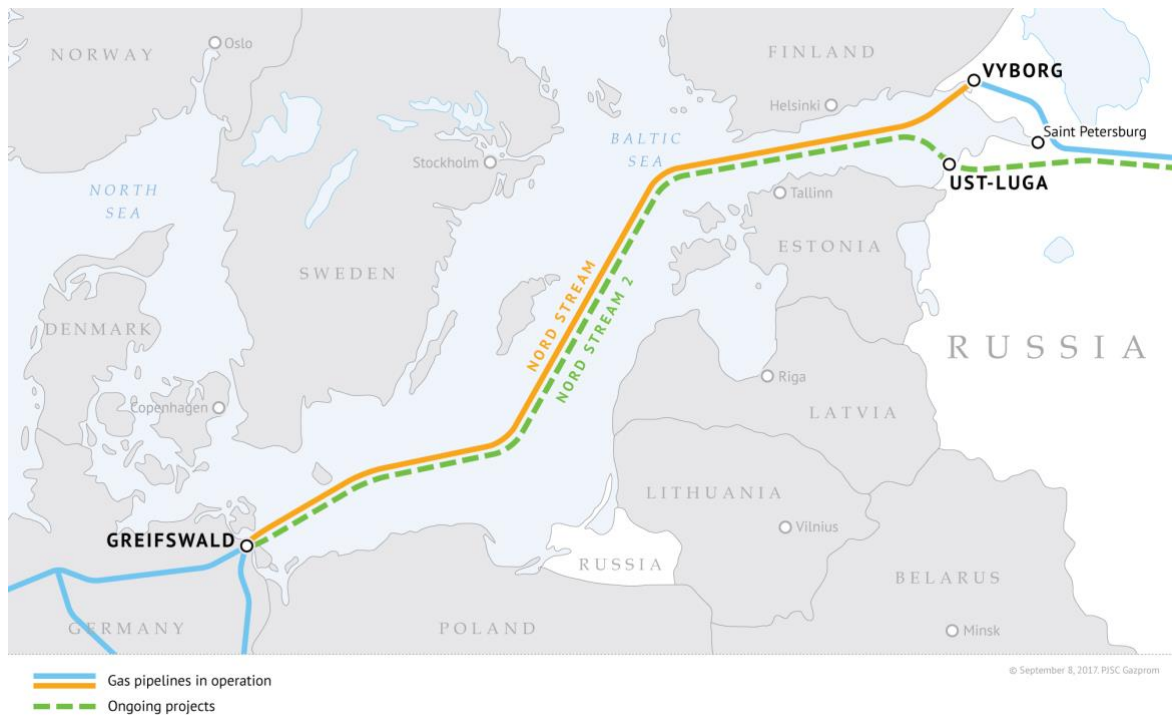 NORWAY
Oslo
FINLAND
VYBORG
Helsinki
Saint Petersburg
BALTIC
SEA
Stockholm
UST-LUGA
NORTH
SEA
Tallinn
ESTONIA
SWEDEN
NORD STREAM
NORD STREAM 2
DENMARK
RUSSIA
Riga
Copenhagen
LATVIA
LITHUANIA
Vilnius
GREIFSWALD
RUSSIA
BELARUS
GERMANY
POLAND
Minsk
© September 8, 2017. PJSC Gazprom
Gas pipelines in operation
Ongoing projects